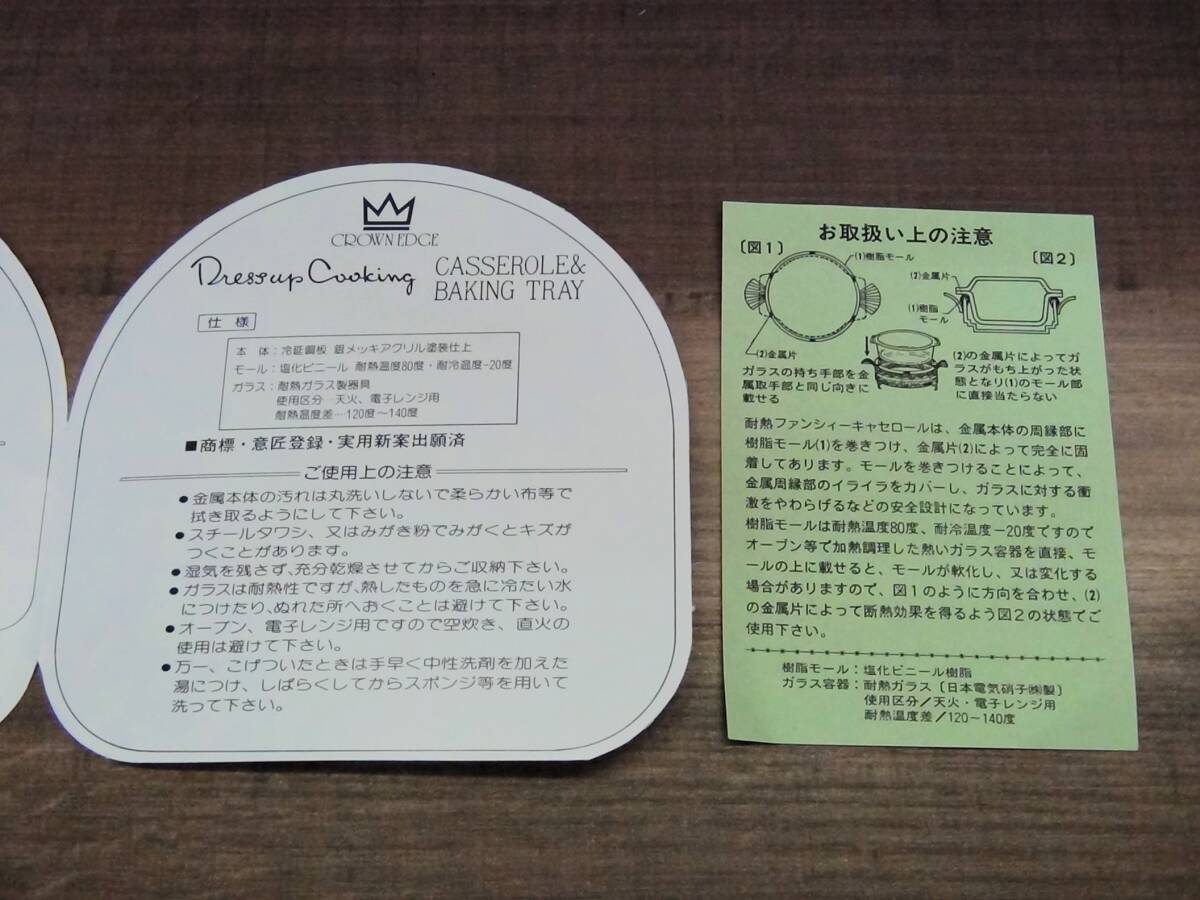 CROWN EDGE
Dress up Cooking
CASSEROLE&
BAKING TRAY
仕様
本体：冷延鋼板 銀メッキアクリル塗装仕上
モール：塩化ビニール 耐熱温度80度・耐冷温度-20度
ガラス：耐熱ガラス製器具
使用区分…天火、電子レンジ用
耐熱温度差…120度～140度
■商標・意匠登録・実用新案出願済
ご使用上の注意
●金属本体の汚れは丸洗いしないで柔らかい布等で
拭き取るようにして下さい。
●スチールタワシ、又はみがき粉でみがくとキズが
つくことがあります。
●湿気を残さず、充分乾燥させてからご収納下さい。
●ガラスは耐熱性ですが、熱したものを急に冷たい水
につけたり、ぬれた所へおくことは避けて下さい。
●オーブン、電子レンジ用ですので空炊き、直火の
使用は避けて下さい。
●万一、こげついたときは手早く中性洗剤を加えた
湯につけ、しばらくしてからスポンジ等を用いて
洗って下さい。
お取扱い上の注意
〔図1〕
(1)樹脂モール
(2)金属片
ガラスの持ち手部を金
属取手部と同じ向きに
載せる
〔図2〕
(2)金属片
(1)樹脂
モール
(2)の金属片によってガ
ラスがもち上がった状
態となり(1)のモール部
に直接当たらない
耐熱ファンシィーキャセロールは、金属本体の周縁部に
樹脂モール(1)を巻きつけ、金属片(2)によって完全に固
着してあります。モールを巻きつけることによって、
金属周縁部のイライラをカバーし、ガラスに対する衝
激をやわらげるなどの安全設計になっています。
樹脂モールは耐熱温度80度、耐冷温度-20度ですので
オーブン等で加熱調理した熱いガラス容器を直接、モ
ールの上に載せると、モールが軟化し、又は変化する
場合がありますので、図1のように方向を合わせ、(2)
の金属片によって断熱効果を得るよう図2の状態でご
使用下さい。
樹脂モール：塩化ビニール樹脂
ガラス容器：耐熱ガラス〔日本電気硝子㈱製〕
使用区分／天火・電子レンジ用
耐熱温度差／120～140度